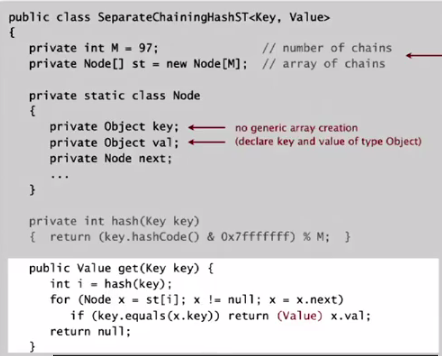 public class SeparateChainingHashST<Key, Value>
{
private int M = 97; // number of chains
private Node[] st = new Node[M]; // array of chains
private static class Node
{
private Object key; no generic array creation
private Object val; (declare key and value of type Object)
private Node next;
...
}
private int hash(Key key)
{ return (key.hashCode() & 0x7fffffff) % M; }
public Value get(Key key) {
int i = hash(key);
for (Node x = st[i]; x != null; x = x.next)
if (key.equals(x.key)) return (Value) x.val;
return null;
}